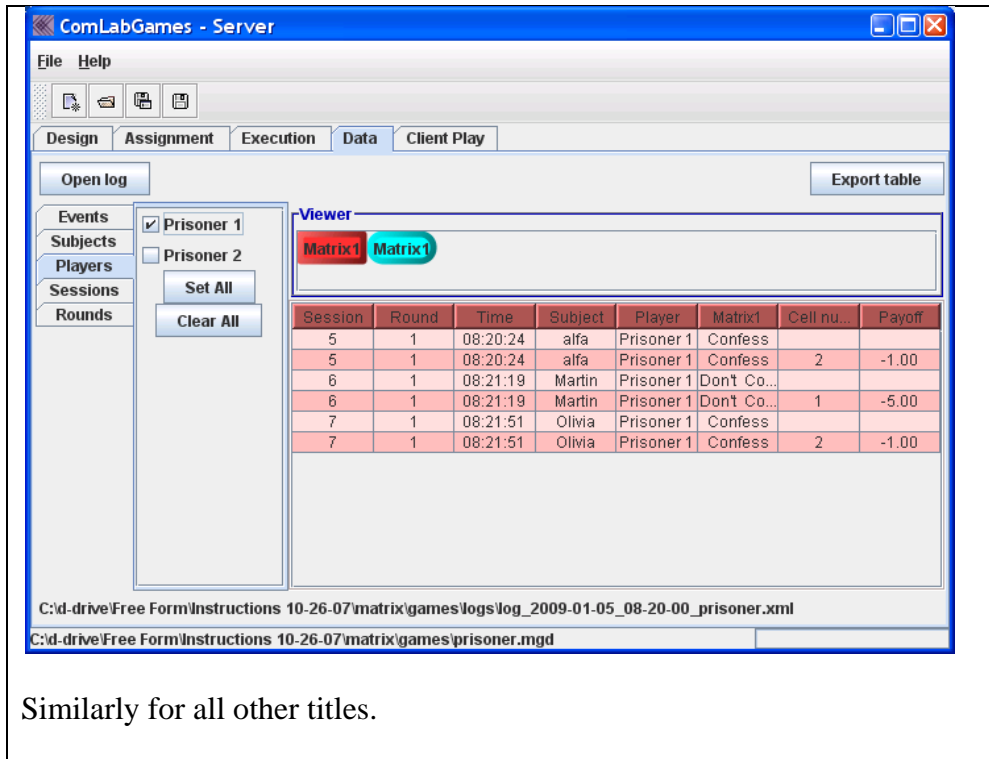 ComLabGames - Server
File Help
Design Assignment Execution Data Client Play
Open log Export table
Events
Subjects
Players
Sessions
Rounds
Prisoner 1
Prisoner 2
Set All
Clear All
Viewer
Matrix1 Matrix1
Session Round Time Subject Player Matrix1 Cell nu... Payoff
5 1 08:20:24 alfa Prisoner 1 Confess
5 1 08:20:24 alfa Prisoner 1 Confess 2 -1.00
6 1 08:21:19 Martin Prisoner 1 Don't Co...
6 1 08:21:19 Martin Prisoner 1 Don't Co... 1 -5.00
7 1 08:21:51 Olivia Prisoner 1 Confess
7 1 08:21:51 Olivia Prisoner 1 Confess 2 -1.00
C:\d-drive\Free Form\Instructions 10-26-07\matrix\games\logs\log_2009-01-05_08-20-00_prisoner.xml
C:\d-drive\Free Form\Instructions 10-26-07\matrix\games\prisoner.mgd
Similarly for all other titles.